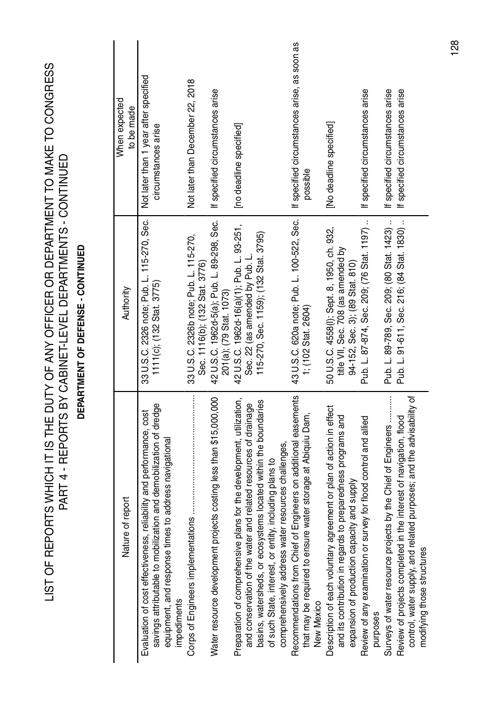 LIST OF REPORTS WHICH IT IS THE DUTY OF ANY OFFICER OR DEPARTMENT TO MAKE TO CONGRESS
PART 4 - REPORTS BY CABINET-LEVEL DEPARTMENTS - CONTINUED
DEPARTMENT OF DEFENSE - CONTINUED
Nature of report
Authority
When expected
to be made
Evaluation of cost effectiveness, reliability and performance, cost
savings attributable to mobilization and demobilization of dredge
equipment, and response times to address navigational
impediments
33 U.S.C. 2326 note; Pub. L. 115-270, Sec.
1111(c); (132 Stat. 3775)
Not later than 1 year after specified
circumstances arise
Corps of Engineers implementations ..................................................
33 U.S.C. 2326b note; Pub. L. 115-270,
Sec. 1116(b); (132 Stat. 3776)
Not later than December 22, 2018
Water resource development projects costing less than $15,000,000
42 U.S.C. 1962d-5(a); Pub. L. 89-298, Sec.
201(a); (79 Stat. 1073)
If specified circumstances arise
Preparation of comprehensive plans for the development, utilization,
and conservation of the water and related resources of drainage
basins, watersheds, or ecosystems located within the boundaries
of such State, interest, or entity, including plans to
comprehensively address water resources challenges,
42 U.S.C. 1962d-16(a)(1); Pub. L. 93-251,
Sec. 22 (as amended by Pub. L.
115-270, Sec. 1159); (132 Stat. 3795)
[no deadline specified]
Recommendations from Chief of Engineers on additional easements
that may be required to ensure water storage at Abiquiu Dam,
New Mexico
43 U.S.C. 620a note; Pub. L. 100-522, Sec.
1; (102 Stat. 2604)
If specified circumstances arise, as soon as
possible
Description of each voluntary agreement or plan of action in effect
and its contribution in regards to preparedness programs and
expansion of production capacity and supply
50 U.S.C. 4558(l); Sept. 8, 1950, ch. 932,
title VII, Sec. 708 (as amended by
94-152, Sec. 3); (89 Stat. 810)
[No deadline specified]
Review of any examination or survey for flood control and allied
purposes
Pub. L. 87-874, Sec. 209; (76 Stat. 1197) ..
If specified circumstances arise
Surveys of water resource projects by the Chief of Engineers ...........
Pub. L. 89-789, Sec. 209; (80 Stat. 1423) ..
If specified circumstances arise
Review of projects completed in the interest of navigation, flood
control, water supply, and related purposes; and the advisability of
modifying those structures
Pub. L. 91-611, Sec. 216; (84 Stat. 1830) ..
If specified circumstances arise
128